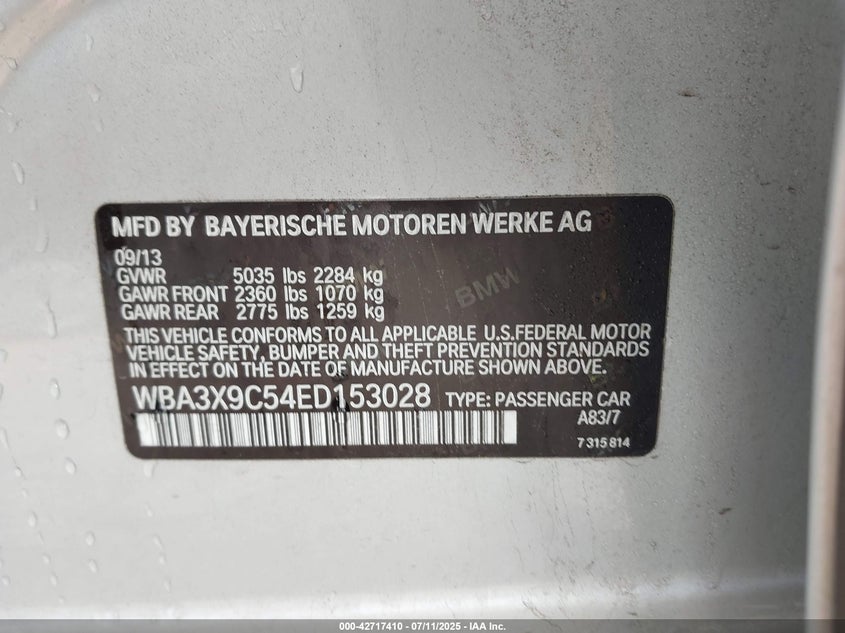 MFD BY BAYERISCHE MOTOREN WERKE AG
09/13
GVWR 5035 lbs 2284 kg
GAWR FRONT 2360 lbs 1070 kg
GAWR REAR 2775 lbs 1259 kg
THIS VEHICLE CONFORMS TO ALL APPLICABLE U.S.FEDERAL MOTOR
VEHICLE SAFETY, BUMPER AND THEFT PREVENTION STANDARDS
IN EFFECT ON THE DATE OF MANUFACTURE SHOWN ABOVE.
WBA3X9C54ED153028 TYPE: PASSENGER CAR
A83/7
7 315 814
BMW
000-42717410 - 07/11/2025 - IAA Inc.